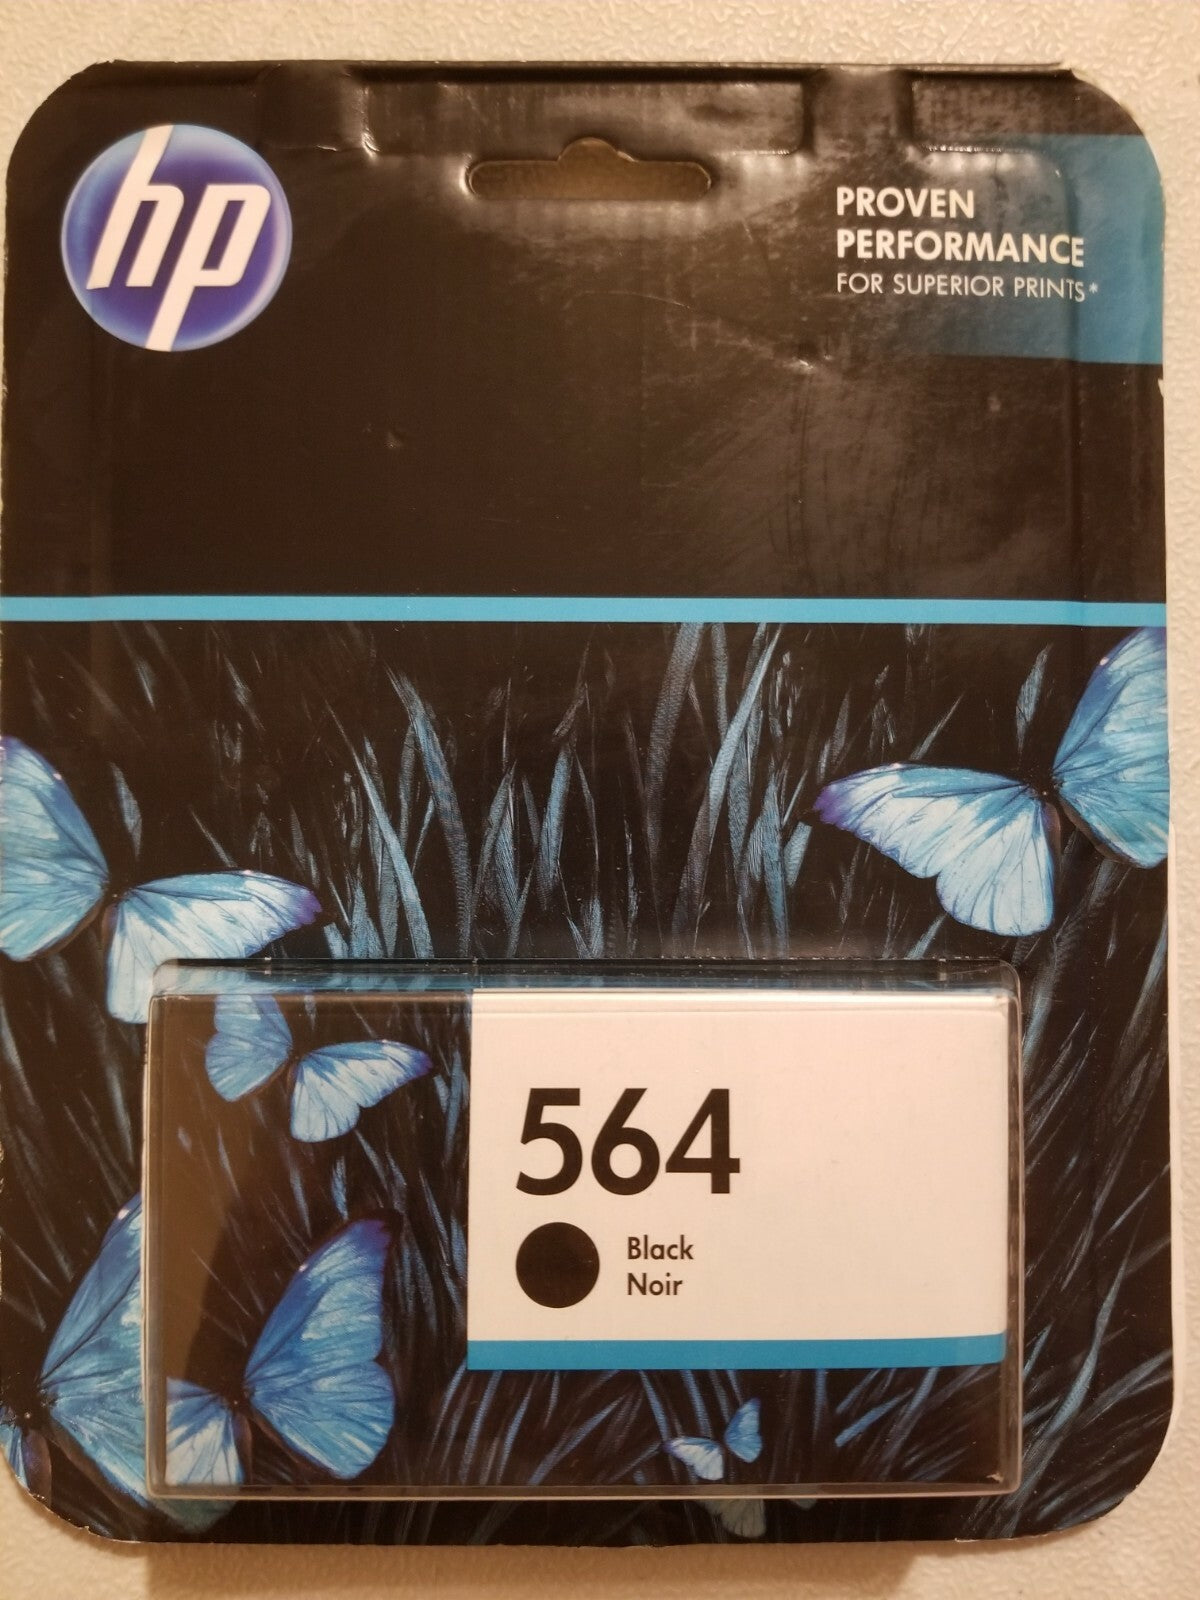 hp
PROVEN
PERFORMANCE
FOR SUPERIOR PRINTS*
564
Black
Noir